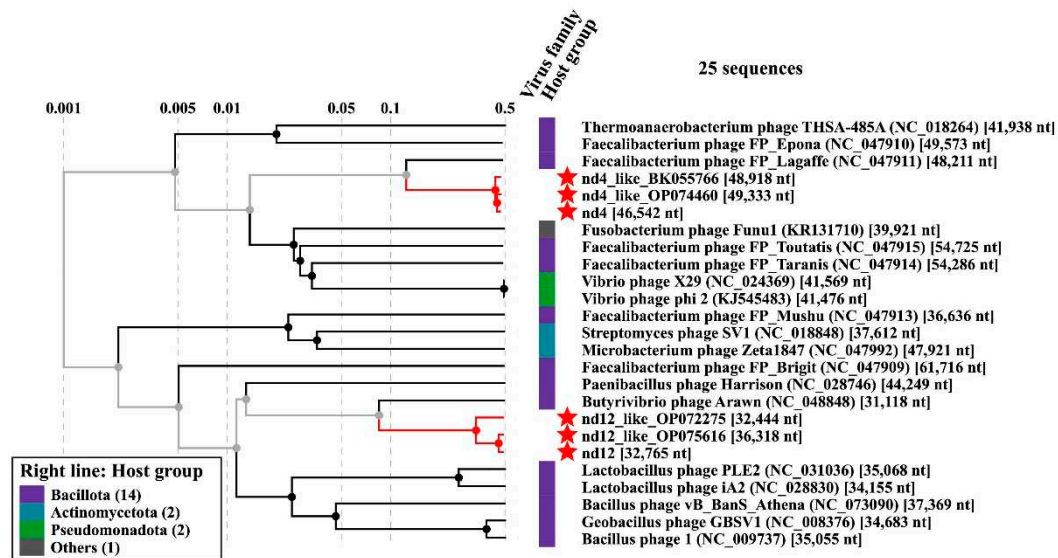 Virus family
Host group
25 sequences
0.001 0.005 0.01 0.05 0.1 0.5
Thermoanaerobacterium phage THSA-485A (NC_018264) [41,938 nt]
Faecalibacterium phage FP_Epona (NC_047910) [49,573 nt]
Faecalibacterium phage FP_Lagaffe (NC_047911) [48,211 nt]
nd4_like_BK055766 [48,918 nt]
nd4_like_OP074460 [49,333 nt]
nd4 [46,542 nt]
Fusobacterium phage Funu1 (KR131710) [39,921 nt]
Faecalibacterium phage FP_Toutatis (NC_047915) [54,725 nt]
Faecalibacterium phage FP_Taranis (NC_047914) [54,286 nt]
Vibrio phage X29 (NC_024369) [41,569 nt]
Vibrio phage phi 2 (KJ545483) [41,476 nt]
Faecalibacterium phage FP_Mushu (NC_047913) [36,636 nt]
Streptomyces phage SV1 (NC_018848) [37,612 nt]
Microbacterium phage Zeta1847 (NC_047992) [47,921 nt]
Faecalibacterium phage FP_Brigit (NC_047909) [61,716 nt]
Paenibacillus phage Harrison (NC_028746) [44,249 nt]
Butyrivibrio phage Arawn (NC_048848) [31,118 nt]
nd12_like_OP072275 [32,444 nt]
nd12_like_OP075616 [36,318 nt]
nd12 [32,765 nt]
Lactobacillus phage PLE2 (NC_031036) [35,068 nt]
Lactobacillus phage iA2 (NC_028830) [34,155 nt]
Bacillus phage vB_BanS_Athena (NC_073090) [37,369 nt]
Geobacillus phage GBSV1 (NC_008376) [34,683 nt]
Bacillus phage 1 (NC_009737) [35,055 nt]
Right line: Host group
Bacillota (14)
Actinomycetota (2)
Pseudomonadota (2)
Others (1)